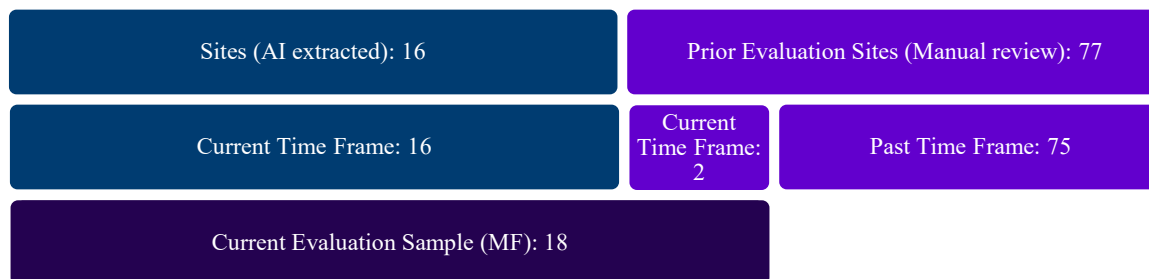 Sites (AI extracted): 16
Prior Evaluation Sites (Manual review): 77
Current Time Frame: 16
Current
Time Frame:
2
Past Time Frame: 75
Current Evaluation Sample (MF): 18